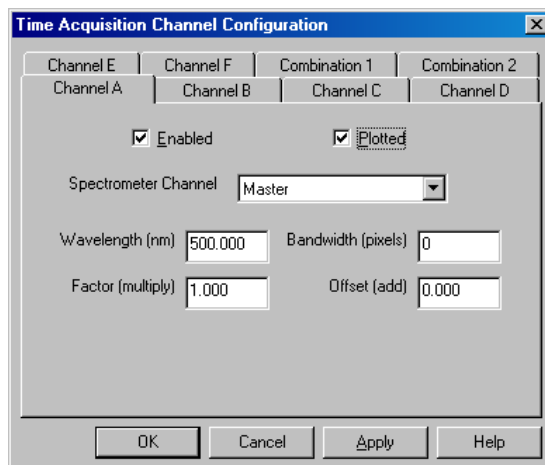 Time Acquisition Channel Configuration
Channel E Channel F Combination 1 Combination 2
Channel A Channel B Channel C Channel D
Enabled Plotted
Spectrometer Channel Master
Wavelength (nm) 500.000 Bandwidth (pixels) 0
Factor (multiply) 1.000 Offset (add) 0.000
OK Cancel Apply Help